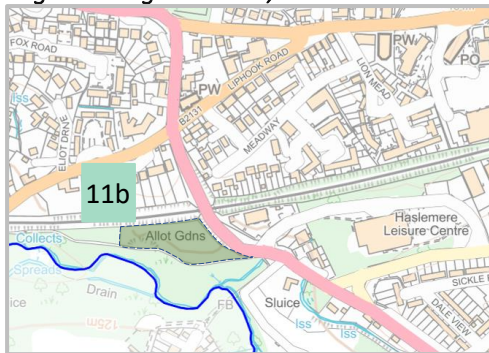 FOX ROAD
ELIOT DRIVE
Iss
PW
LIPHOOK ROAD
B2131
LION MEAD
PW
PO
MEADWAY
11b
Allot Gdns
Haslemere
Leisure Centre
Collects
Spreads
Drain
125m
FB
Sluice
Iss
Iss
SICKLE
DALE VIEW